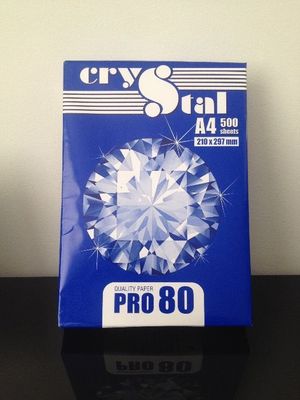 cryStal
A4 500
sheets
210 x 297 mm
QUALITY PAPER
PRO 80